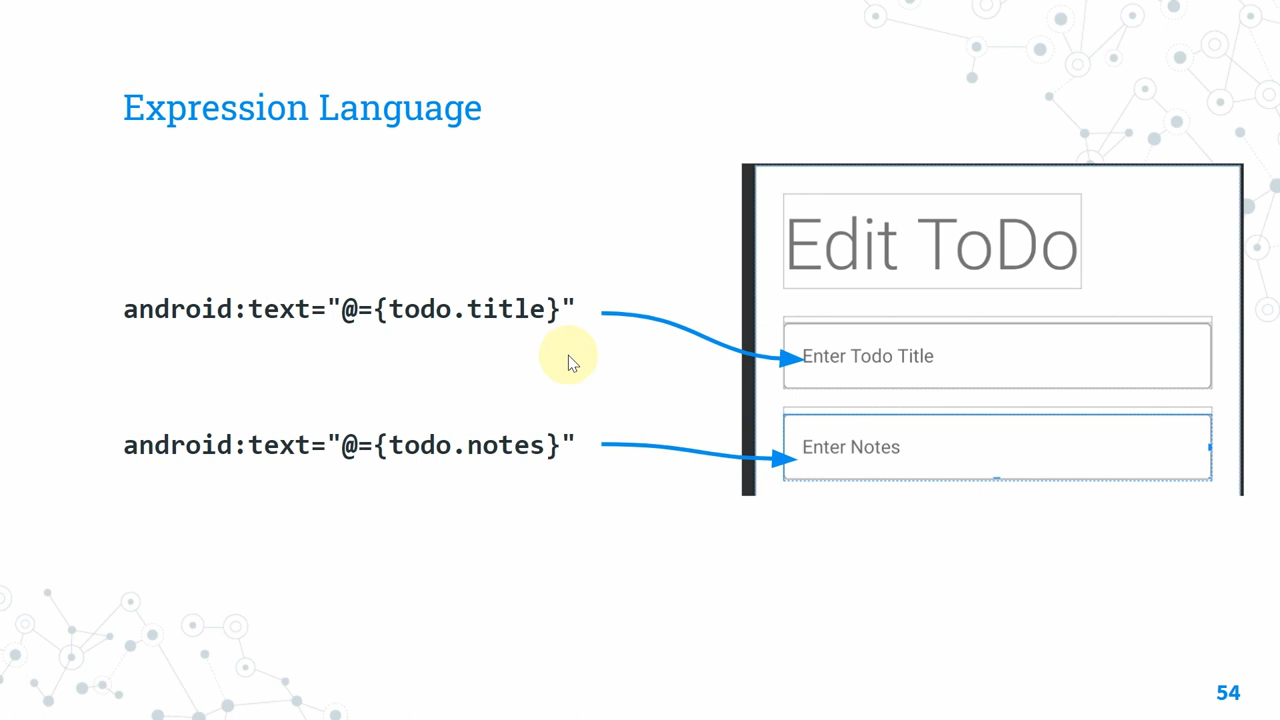 Expression Language
Edit ToDo
android:text="@={todo.title}"
Enter Todo Title
android:text="@={todo.notes}"
Enter Notes
54